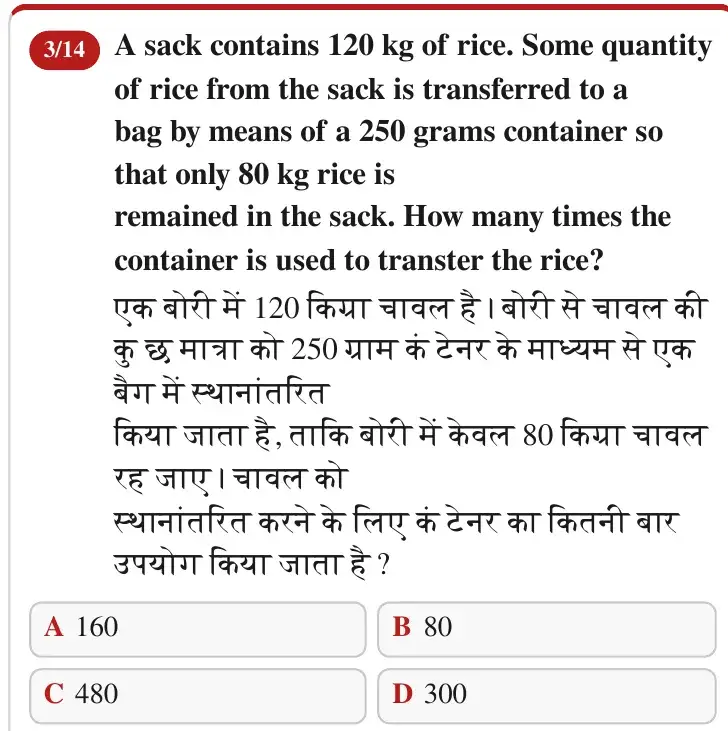 3/14 A sack contains 120 kg of rice. Some quantity
of rice from the sack is transferred to a
bag by means of a 250 grams container so
that only 80 kg rice is
remained in the sack. How many times the
container is used to transter the rice?
एक बोरी में 120 किग्रा चावल है। बोरी से चावल की
कु छ मात्रा को 250 ग्राम कं टेनर के माध्यम से एक
बैग में स्थानांतरित
किया जाता है, ताकि बोरी में केवल 80 किग्रा चावल
रह जाए। चावल को
स्थानांतरित करने के लिए कं टेनर का कितनी बार
उपयोग किया जाता है ?
A 160
B 80
C 480
D 300